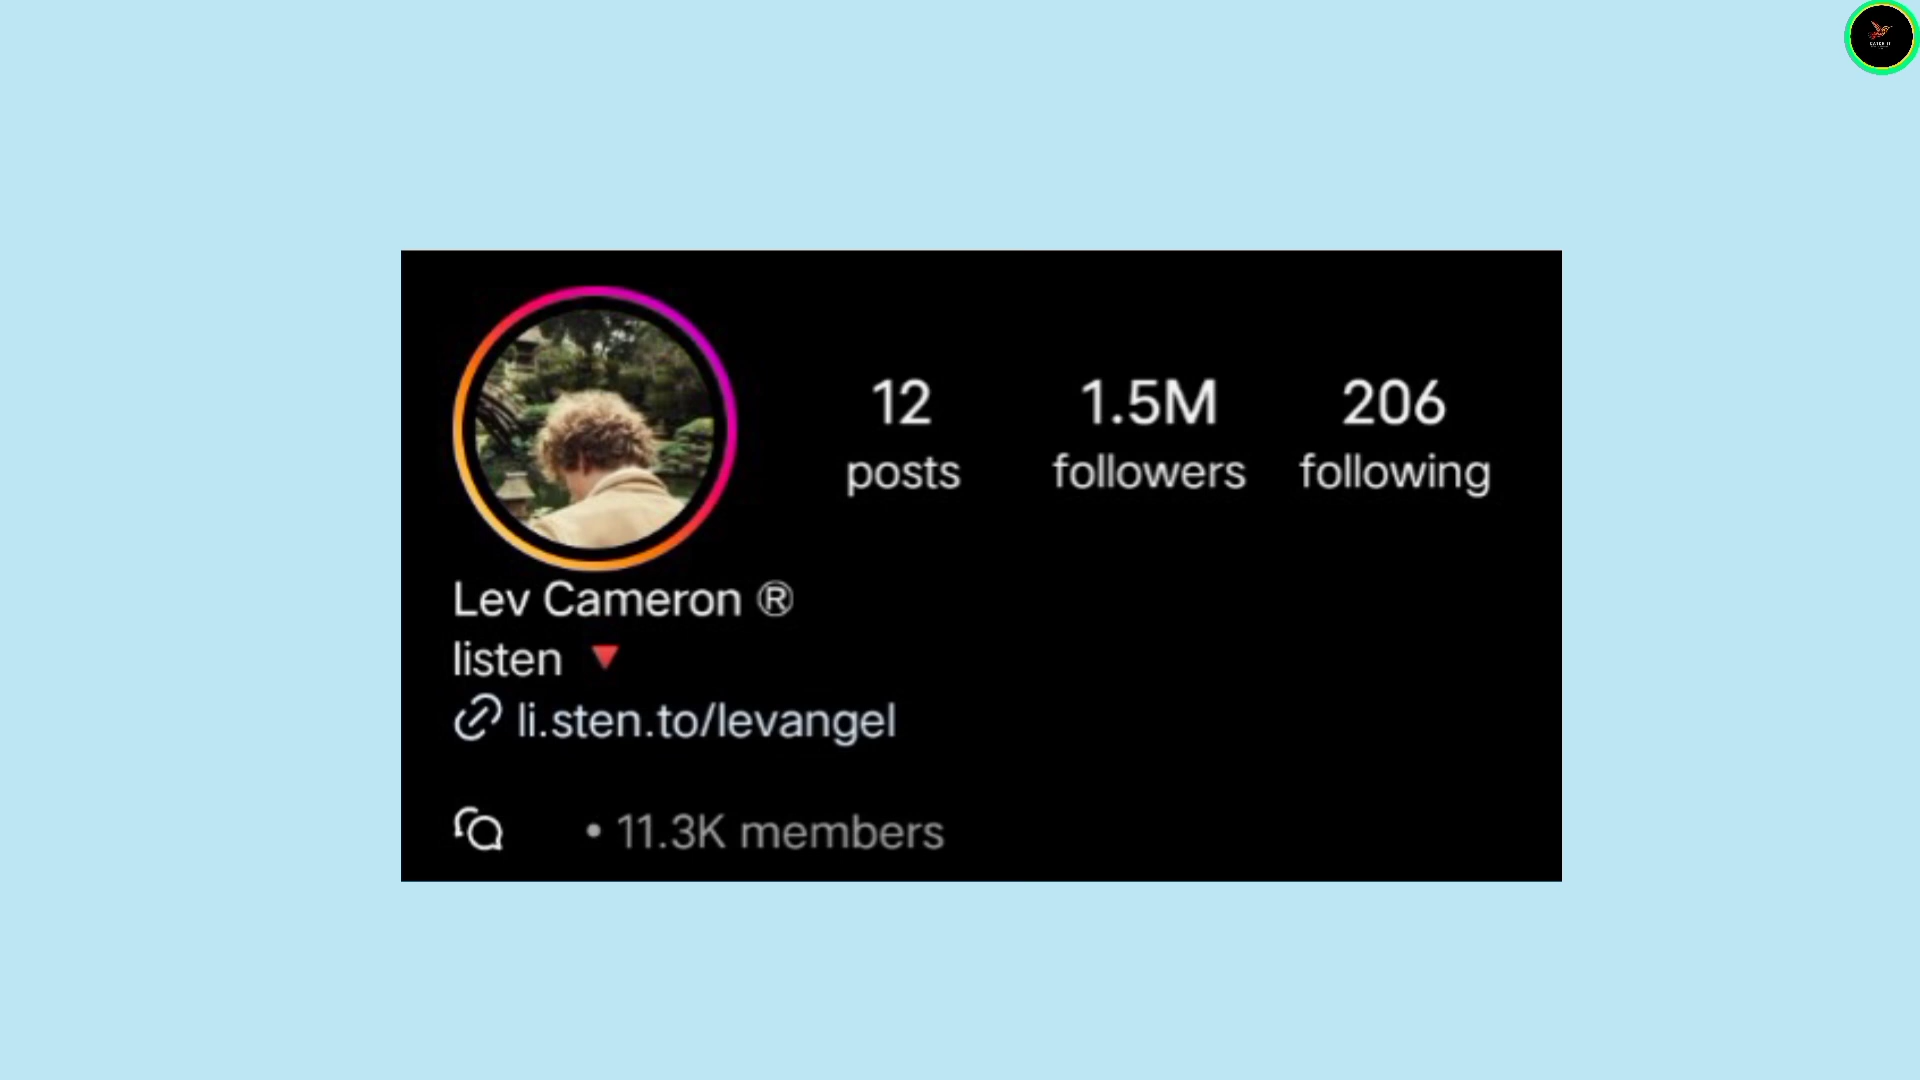 12 1.5M 206
posts followers following
Lev Cameron ®
listen 🔻
li.sten.to/levangel
• 11.3K members